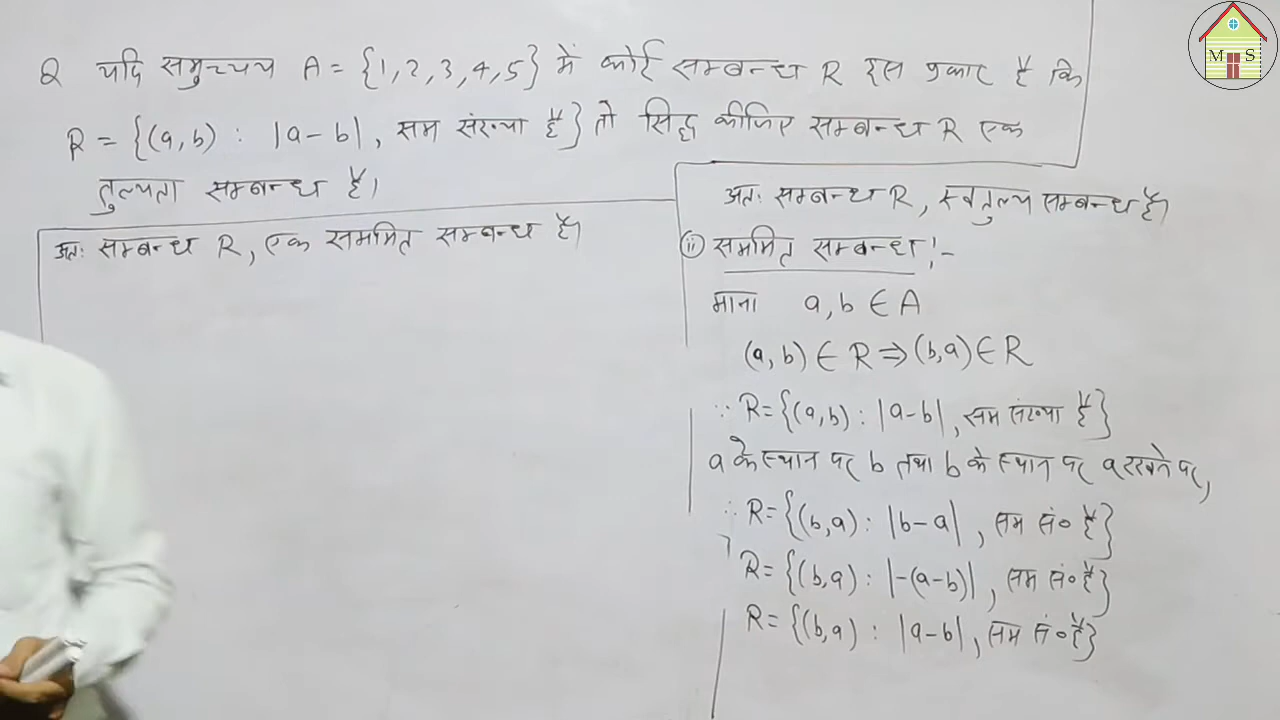 Q यदि समुच्चय A = {1, 2, 3, 4, 5} में कोई सम्बन्ध R इस प्रकार है कि
R = {(a, b) : |a - b|, सम संख्या है} तो सिद्ध कीजिए सम्बन्ध R एक
तुल्यता सम्बन्ध है।
अतः सम्बन्ध R, स्वतुल्य सम्बन्ध है।
(ii) सममित सम्बन्ध :-
माना a, b ∈ A
(a, b) ∈ R ⇒ (b, a) ∈ R
∵ R = {(a, b) : |a - b|, सम संख्या है}
a के स्थान पर b तथा b के स्थान पर a रखने पर,
∴ R = {(b, a) : |b - a|, सम सं० है}
R = {(b, a) : |-(a - b)|, सम सं० है}
R = {(b, a) : |a - b|, सम सं० है}
अतः सम्बन्ध R, एक सममित सम्बन्ध है।
M S